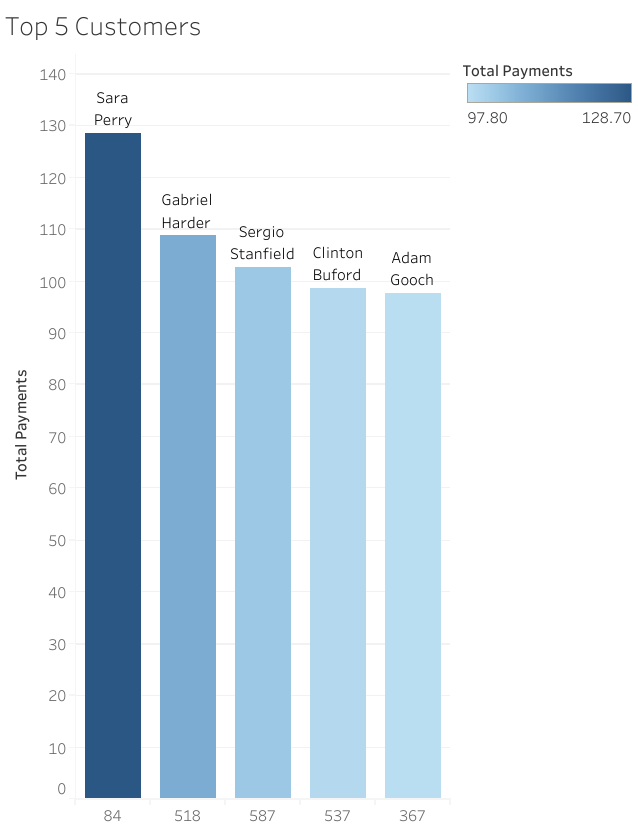 Top 5 Customers
Total Payments
97.80 128.70
140
130
120
110
100
90
80
70
60
50
40
30
20
10
0
Total Payments
Sara
Perry
Gabriel
Harder
Sergio
Stanfield
Clinton
Buford
Adam
Gooch
84 518 587 537 367